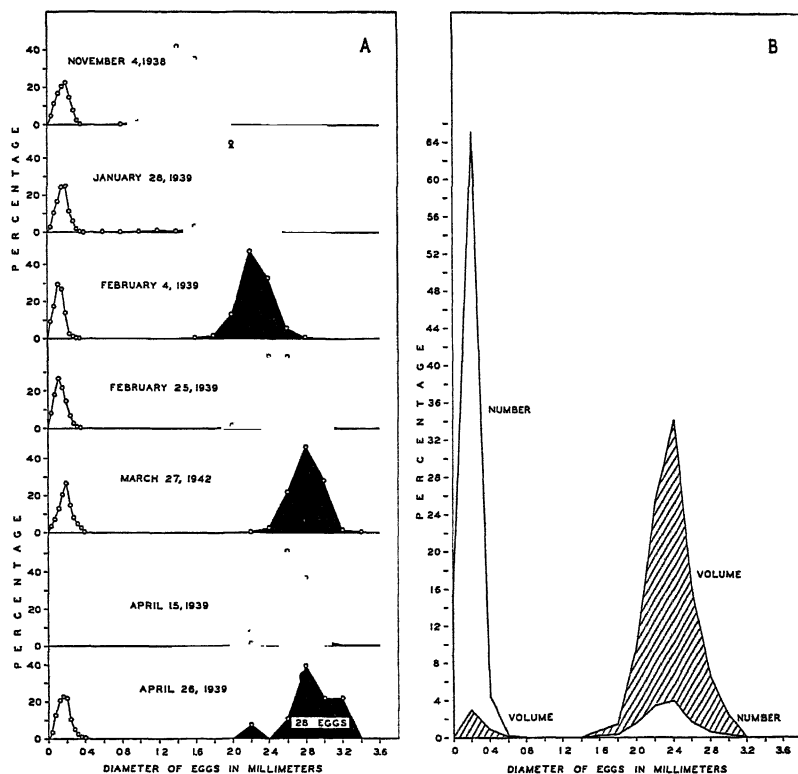 A
NOVEMBER 4, 1938
40
20
0
JANUARY 28, 1939
40
20
0
FEBRUARY 4, 1939
40
20
0
FEBRUARY 25, 1939
20
0
MARCH 27, 1942
40
20
0
APRIL 15, 1939
40
20
0
APRIL 26, 1939
40
20
0
28 EGGS
PERCENTAGE
PERCENTAGE
0 0.4 0.8 1.2 1.6 2.0 2.4 2.8 3.2 3.6
DIAMETER OF EGGS IN MILLIMETERS
B
64
60
56
52
48
44
40
36
32
28
24
20
16
12
8
4
0
PERCENTAGE
NUMBER
VOLUME
VOLUME
NUMBER
0 0.4 0.8 1.2 1.6 2.0 2.4 2.8 3.2 3.6
DIAMETER OF EGGS IN MILLIMETERS